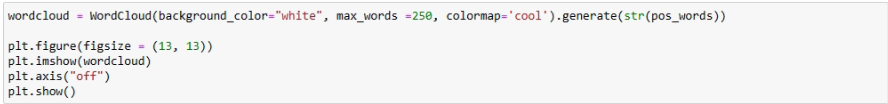 wordcloud = WordCloud(background_color="white", max_words =250, colormap='cool').generate(str(pos_words))
plt.figure(figsize = (13, 13))
plt.imshow(wordcloud)
plt.axis("off")
plt.show()